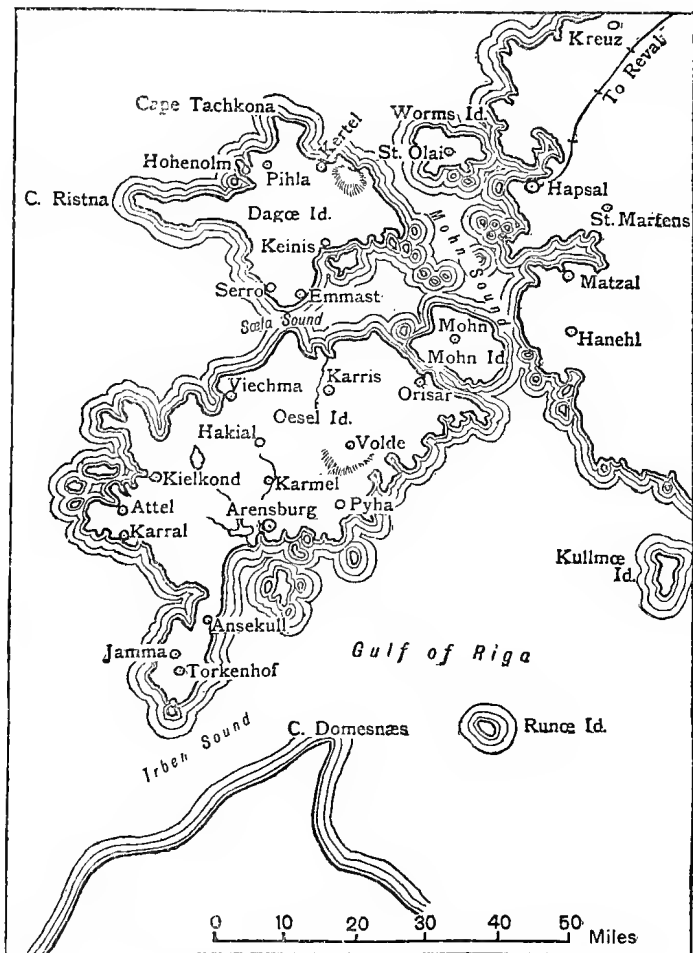 Kreuz
To Reval
Cape Tachkona
Worms Id.
Kertel
St. Olai
Hohenolm
Pihla
Hapsal
C. Ristna
Dagœ Id.
St. Martens
Mohn Sound
Keinis
Matzal
Serro
Emmast
Sœla Sound
Mohn
Hanehl
Mohn Id.
Viechma
Karris
Orisar
Oesel Id.
Hakial
Volde
Kielkond
Karmel
Attel
Arensburg
Pyha
Karral
Kullmœ
Id.
Ansekull
Jamma
Gulf of Riga
Torkenhof
Irben Sound
C. Domesnæs
Runœ Id.
0 10 20 30 40 50
Miles